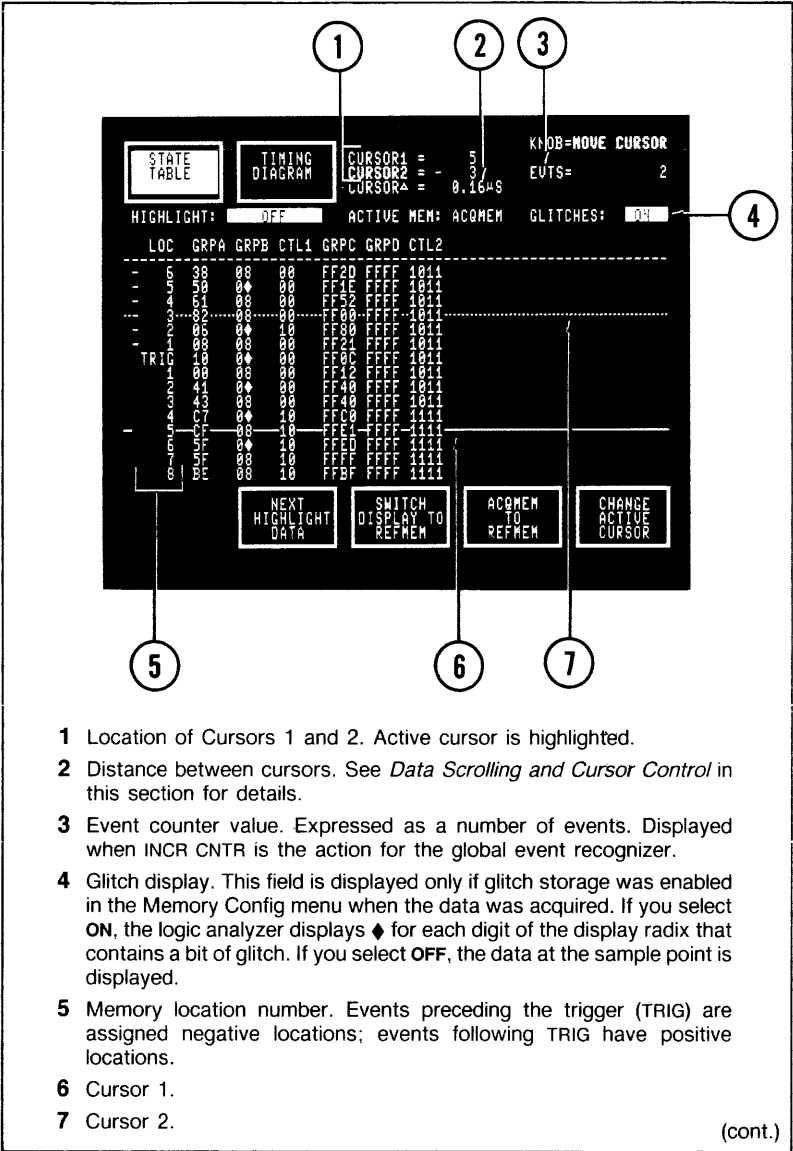 1 2 3
KNOB=MOVE CURSOR
STATE TABLE
TIMING DIAGRAM
CURSOR1 = 5
CURSOR2 = - 3
CURSOR△ = 0.16µS
EVTS= 2
HIGHLIGHT: OFF ACTIVE MEM: ACQMEM GLITCHES: ON
4
LOC GRPA GRPB CTL1 GRPC GRPD CTL2
- 6 38 08 00 FF2D FFFF 1011
- 5 50 0♦ 00 FF1E FFFF 1011
- 4 61 08 00 FF52 FFFF 1011
- 3 82 08 00 FF00 FFFF 1011
- 2 06 0♦ 10 FF80 FFFF 1011
- 1 08 08 00 FF21 FFFF 1011
TRIG 10 0♦ 00 FF0C FFFF 1011
1 00 08 00 FF12 FFFF 1011
2 41 0♦ 00 FF40 FFFF 1011
3 43 08 00 FF40 FFFF 1011
4 C7 0♦ 10 FFC0 FFFF 1111
5 CF 08 10 FFE1 FFFF 1111
6 5F 0♦ 10 FFED FFFF 1111
7 5F 08 10 FFFF FFFF 1111
8 BE 08 10 FFBF FFFF 1111
NEXT HIGHLIGHT DATA
SWITCH DISPLAY TO REFMEM
ACQMEM TO REFMEM
CHANGE ACTIVE CURSOR
5 6 7
1 Location of Cursors 1 and 2. Active cursor is highlighted.
2 Distance between cursors. See Data Scrolling and Cursor Control in
this section for details.
3 Event counter value. Expressed as a number of events. Displayed
when INCR CNTR is the action for the global event recognizer.
4 Glitch display. This field is displayed only if glitch storage was enabled
in the Memory Config menu when the data was acquired. If you select
ON, the logic analyzer displays ♦ for each digit of the display radix that
contains a bit of glitch. If you select OFF, the data at the sample point is
displayed.
5 Memory location number. Events preceding the trigger (TRIG) are
assigned negative locations; events following TRIG have positive
locations.
6 Cursor 1.
7 Cursor 2.
(cont.)